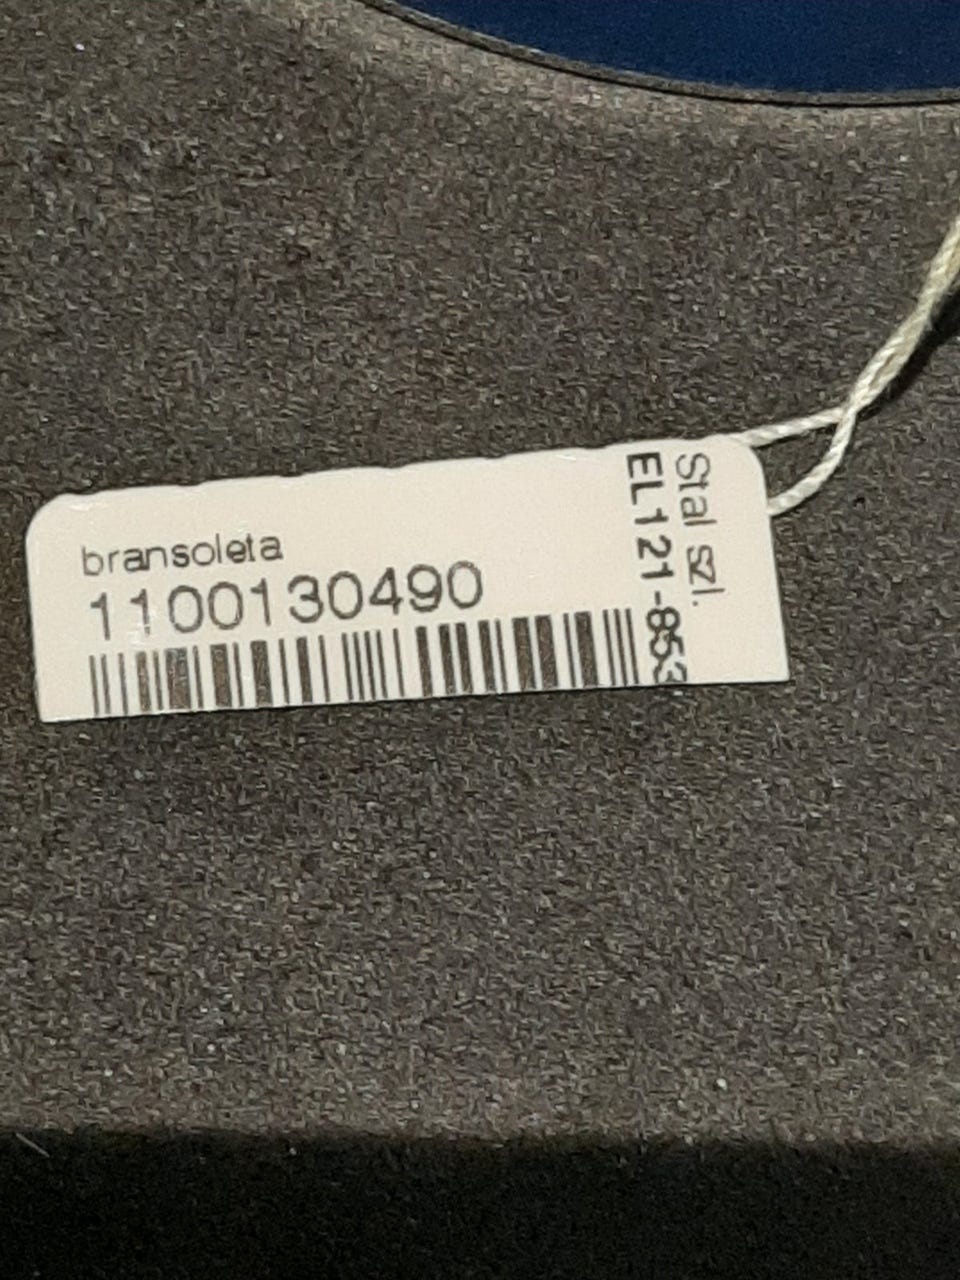 bransoleta
1100130490
Stal szl.
EL121-853